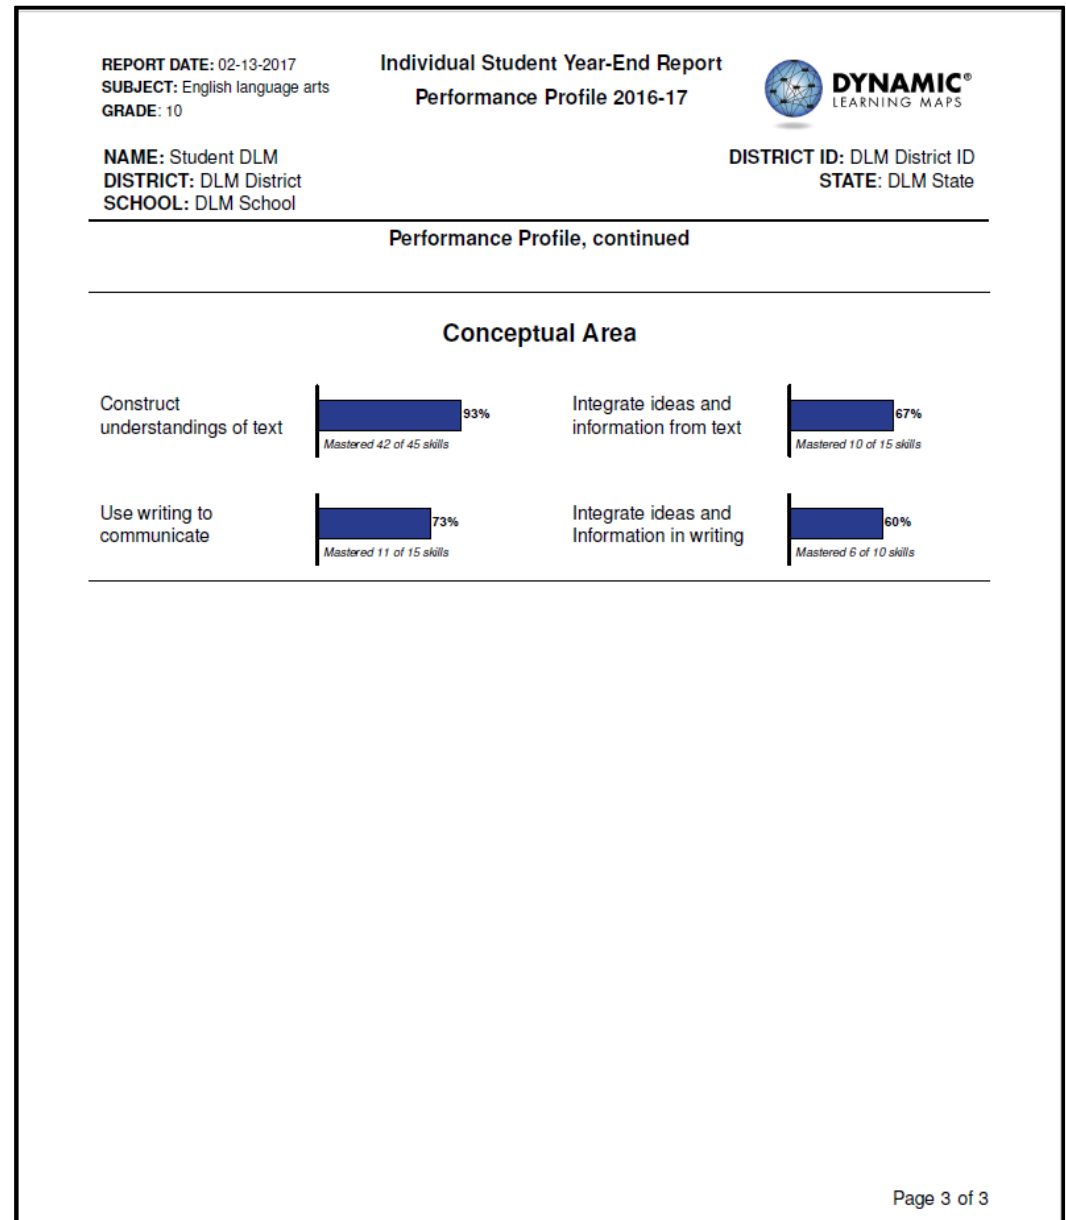 REPORT DATE: 02-13-2017
SUBJECT: English language arts
GRADE: 10
Individual Student Year-End Report
Performance Profile 2016-17
DYNAMIC®
LEARNING MAPS
NAME: Student DLM
DISTRICT: DLM District
SCHOOL: DLM School
DISTRICT ID: DLM District ID
STATE: DLM State
Performance Profile, continued
Conceptual Area
Construct
understandings of text
93%
Mastered 42 of 45 skills
Integrate ideas and
information from text
67%
Mastered 10 of 15 skills
Use writing to
communicate
73%
Mastered 11 of 15 skills
Integrate ideas and
Information in writing
60%
Mastered 6 of 10 skills
Page 3 of 3